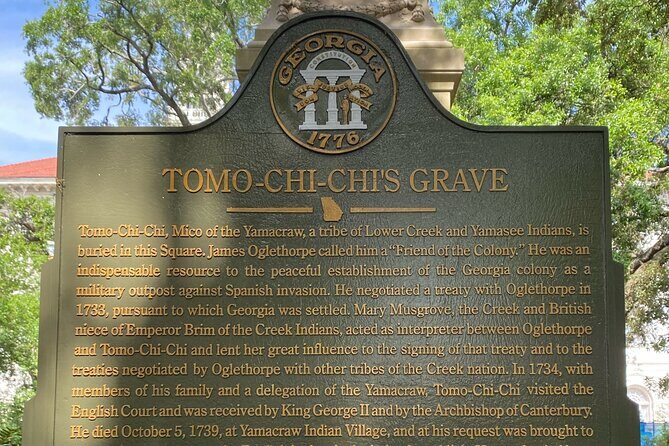 GEORGIA
CONSTITUTION
1776
TOMO-CHI-CHI'S GRAVE
Tomo-Chi-Chi, Mico of the Yamacraw, a tribe of Lower Creek and Yamasee Indians, is
buried in this Square. James Oglethorpe called him a "Friend of the Colony." He was an
indispensable resource to the peaceful establishment of the Georgia colony as a
military outpost against Spanish invasion. He negotiated a treaty with Oglethorpe in
1733, pursuant to which Georgia was settled. Mary Musgrove, the Creek and British
niece of Emperor Brim of the Creek Indians, acted as interpreter between Oglethorpe
and Tomo-Chi-Chi and lent her great influence to the signing of that treaty and to the
treaties negotiated by Oglethorpe with other tribes of the Creek nation. In 1734, with
members of his family and a delegation of the Yamacraw, Tomo-Chi-Chi visited the
English Court and was received by King George II and by the Archbishop of Canterbury.
He died October 5, 1739, at Yamacraw Indian Village, and at his request was brought to